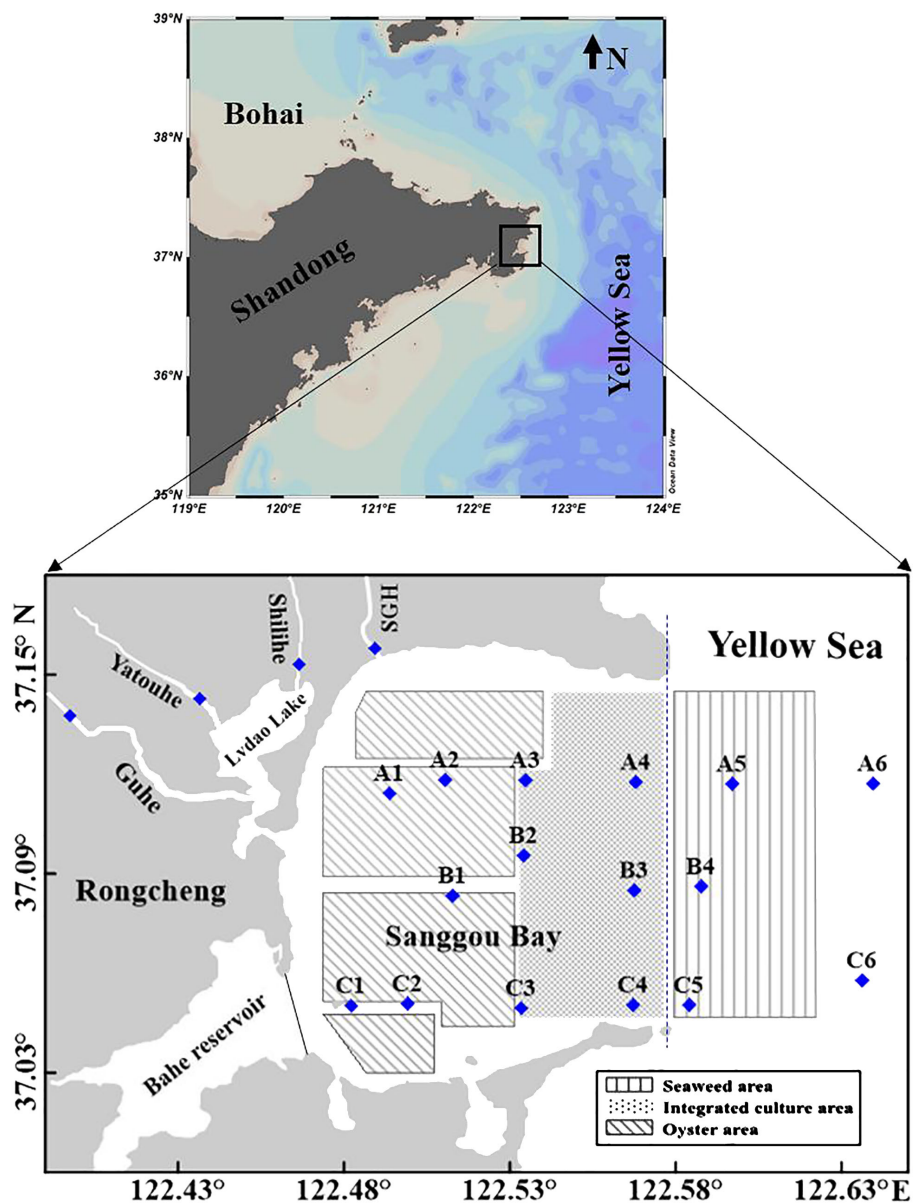 39°N
N
Bohai
38°N
37°N
Shandong
Yellow Sea
36°N
35°N
Ocean Data View
119°E 120°E 121°E 122°E 123°E 124°E
37.15° N
37.09°
37.03°
Shilihe
SGH
Yatouhe
Lvdao Lake
Guhe
Yellow Sea
A1 A2 A3 A4 A5 A6
B2
B1 B3 B4
Rongcheng
Sanggou Bay
C6
C1 C2 C3 C4 C5
Bahe reservoir
Seaweed area
Integrated culture area
Oyster area
122.43° 122.48° 122.53° 122.58° 122.63°E